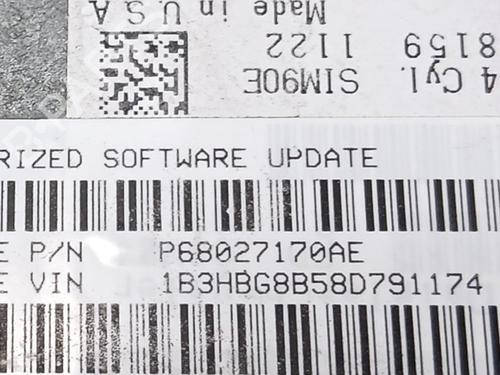 Made in U.S A
1122
SIM90E
4 Cyl.
8159
RIZED SOFTWARE UPDATE
E P/N P68027170AE
E VIN 1B3HBG8B58D791174